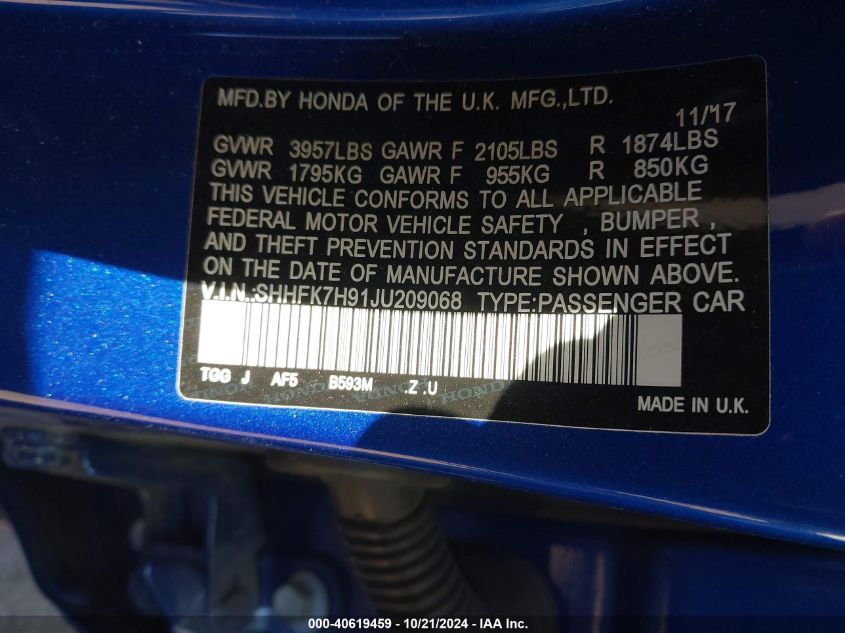 MFD.BY HONDA OF THE U.K. MFG.,LTD.
11/17
GVWR 3957LBS GAWR F 2105LBS R 1874LBS
GVWR 1795KG GAWR F 955KG R 850KG
THIS VEHICLE CONFORMS TO ALL APPLICABLE
FEDERAL MOTOR VEHICLE SAFETY , BUMPER ,
AND THEFT PREVENTION STANDARDS IN EFFECT
ON THE DATE OF MANUFACTURE SHOWN ABOVE.
V.I.N.:SHHFK7H91JU209068 TYPE:PASSENGER CAR
TGG J AF5 B593M .Z .U
HONDA HONDA HONDA
MADE IN U.K.
000-40619459 - 10/21/2024 - IAA Inc.